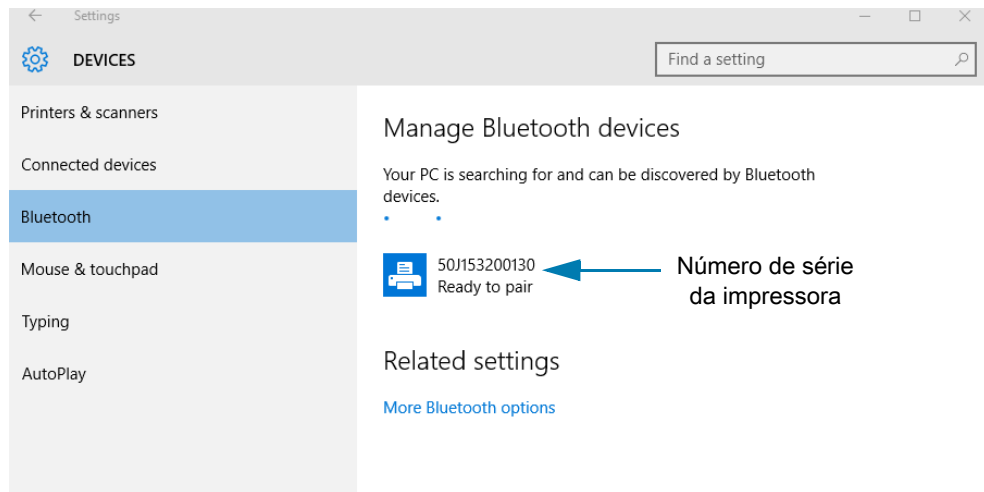 Settings
DEVICES
Find a setting
Printers & scanners
Connected devices
Bluetooth
Mouse & touchpad
Typing
AutoPlay
Manage Bluetooth devices
Your PC is searching for and can be discovered by Bluetooth
devices.
50J153200130
Ready to pair
Número de série
da impressora
Related settings
More Bluetooth options